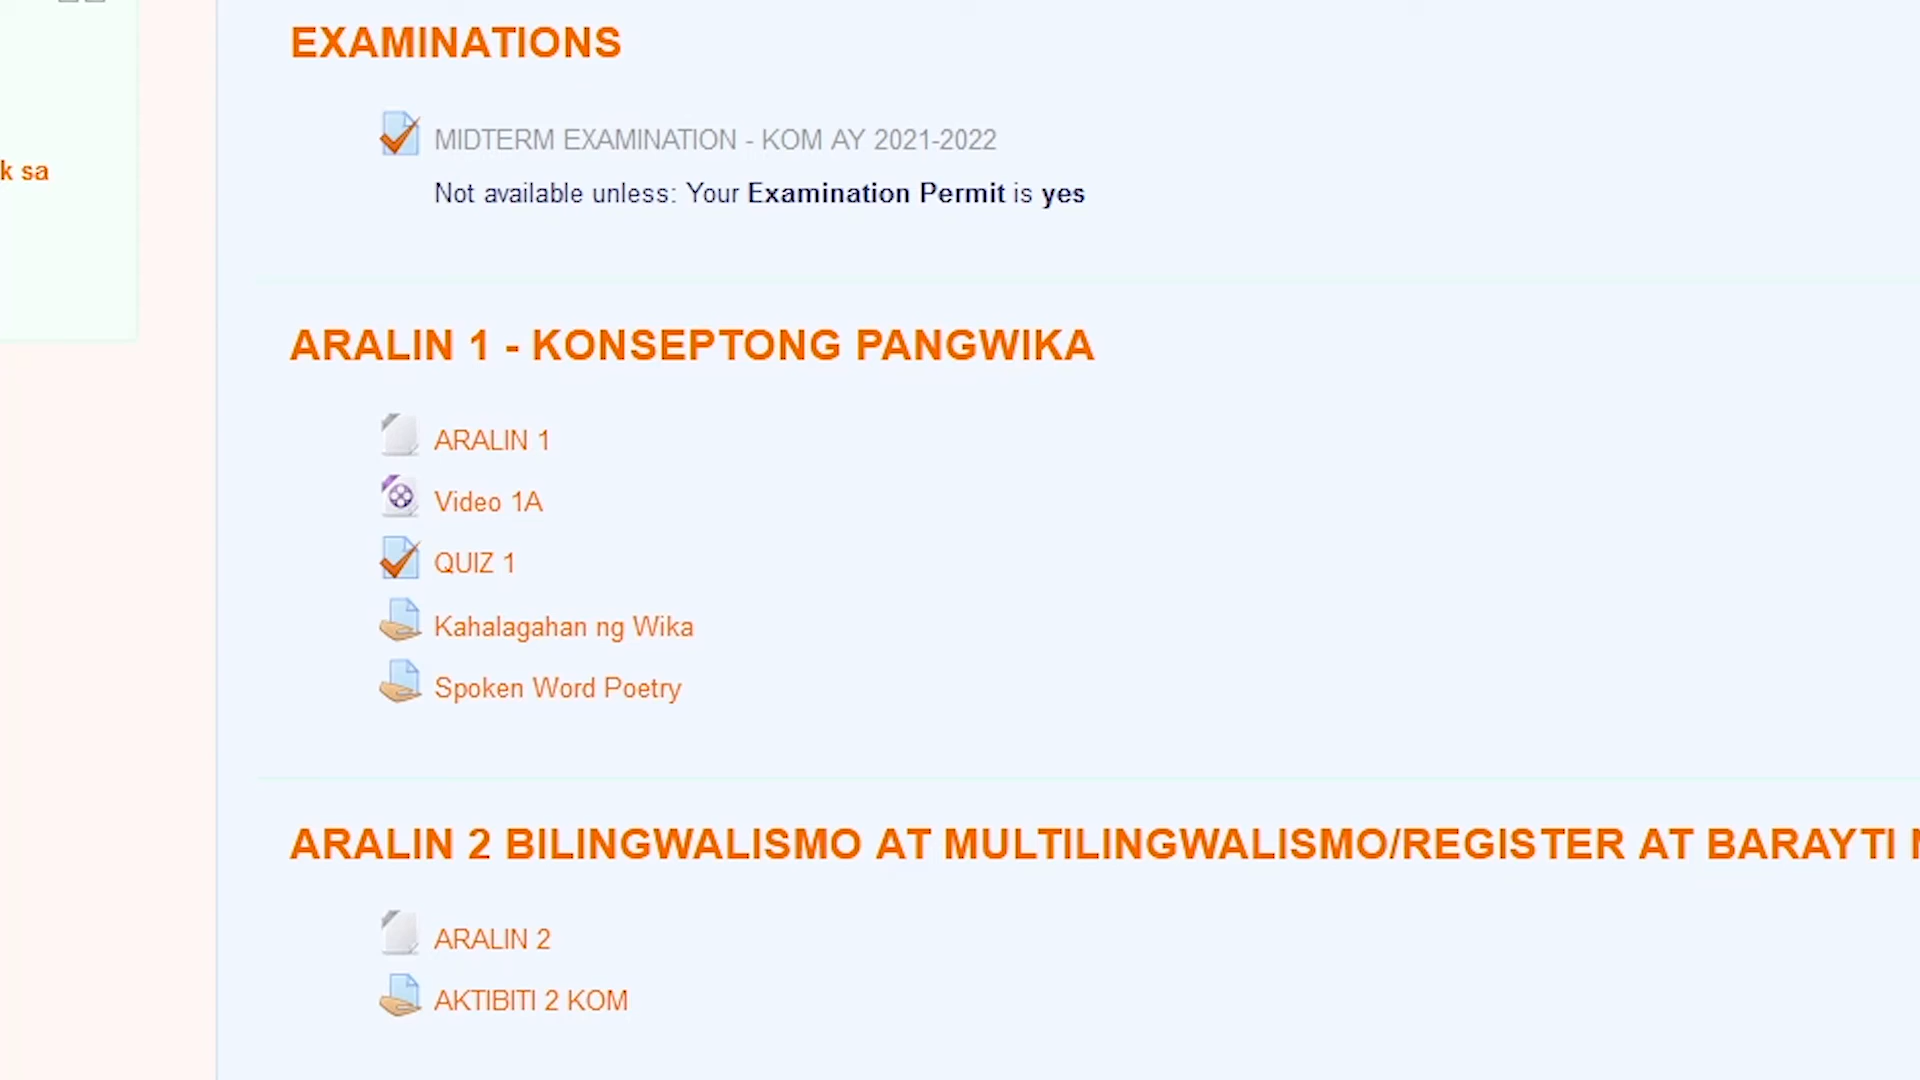 EXAMINATIONS
MIDTERM EXAMINATION - KOM AY 2021-2022
Not available unless: Your Examination Permit is yes
k sa
ARALIN 1 - KONSEPTONG PANGWIKA
ARALIN 1
Video 1A
QUIZ 1
Kahalagahan ng Wika
Spoken Word Poetry
ARALIN 2 BILINGWALISMO AT MULTILINGWALISMO/REGISTER AT BARAYTI
ARALIN 2
AKTIBITI 2 KOM